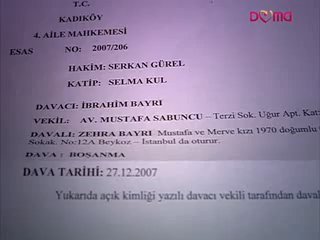 T.C.
DOMA
KADIKÖY
4. AİLE MAHKEMESİ
ESAS NO: 2007/206
HAKİM: SERKAN GÜREL
KATİP: SELMA KUL
DAVACI: İBRAHİM BAYRI
VEKİL: AV. MUSTAFA SABUNCU – Terzi Sok. Uğur Apt. Kat:
DAVALI: ZEHRA BAYRI Mustafa ve Merve kızı 1970 doğumlu
Sokak. No:12A Beykoz – İstanbul da oturur.
DAVA : BOŞANMA
DAVA TARİHİ: 27.12.2007
Yukarıda açık kimliği yazılı davacı vekili tarafından daval